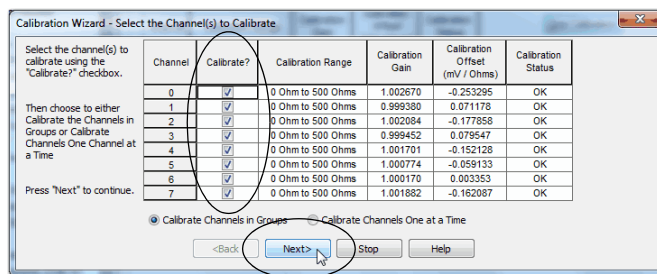 Calibration Wizard - Select the Channel(s) to Calibrate
Select the channel(s) to
calibrate using the
"Calibrate?" checkbox.
Then choose to either
Calibrate the Channels in
Groups or Calibrate
Channels One Channel at
a Time
Press "Next" to continue.
Channel Calibrate? Calibration Range Calibration Gain Calibration Offset (mV / Ohms) Calibration Status
0 0 Ohm to 500 Ohms 1.002670 -0.253295 OK
1 0 Ohm to 500 Ohms 0.999380 0.071178 OK
2 0 Ohm to 500 Ohms 1.002084 -0.177858 OK
3 0 Ohm to 500 Ohms 0.999452 0.079547 OK
4 0 Ohm to 500 Ohms 1.001701 -0.152128 OK
5 0 Ohm to 500 Ohms 1.000774 -0.059133 OK
6 0 Ohm to 500 Ohms 1.000170 0.003353 OK
7 0 Ohm to 500 Ohms 1.001882 -0.162087 OK
Calibrate Channels in Groups Calibrate Channels One at a Time
<Back Next> Stop Help